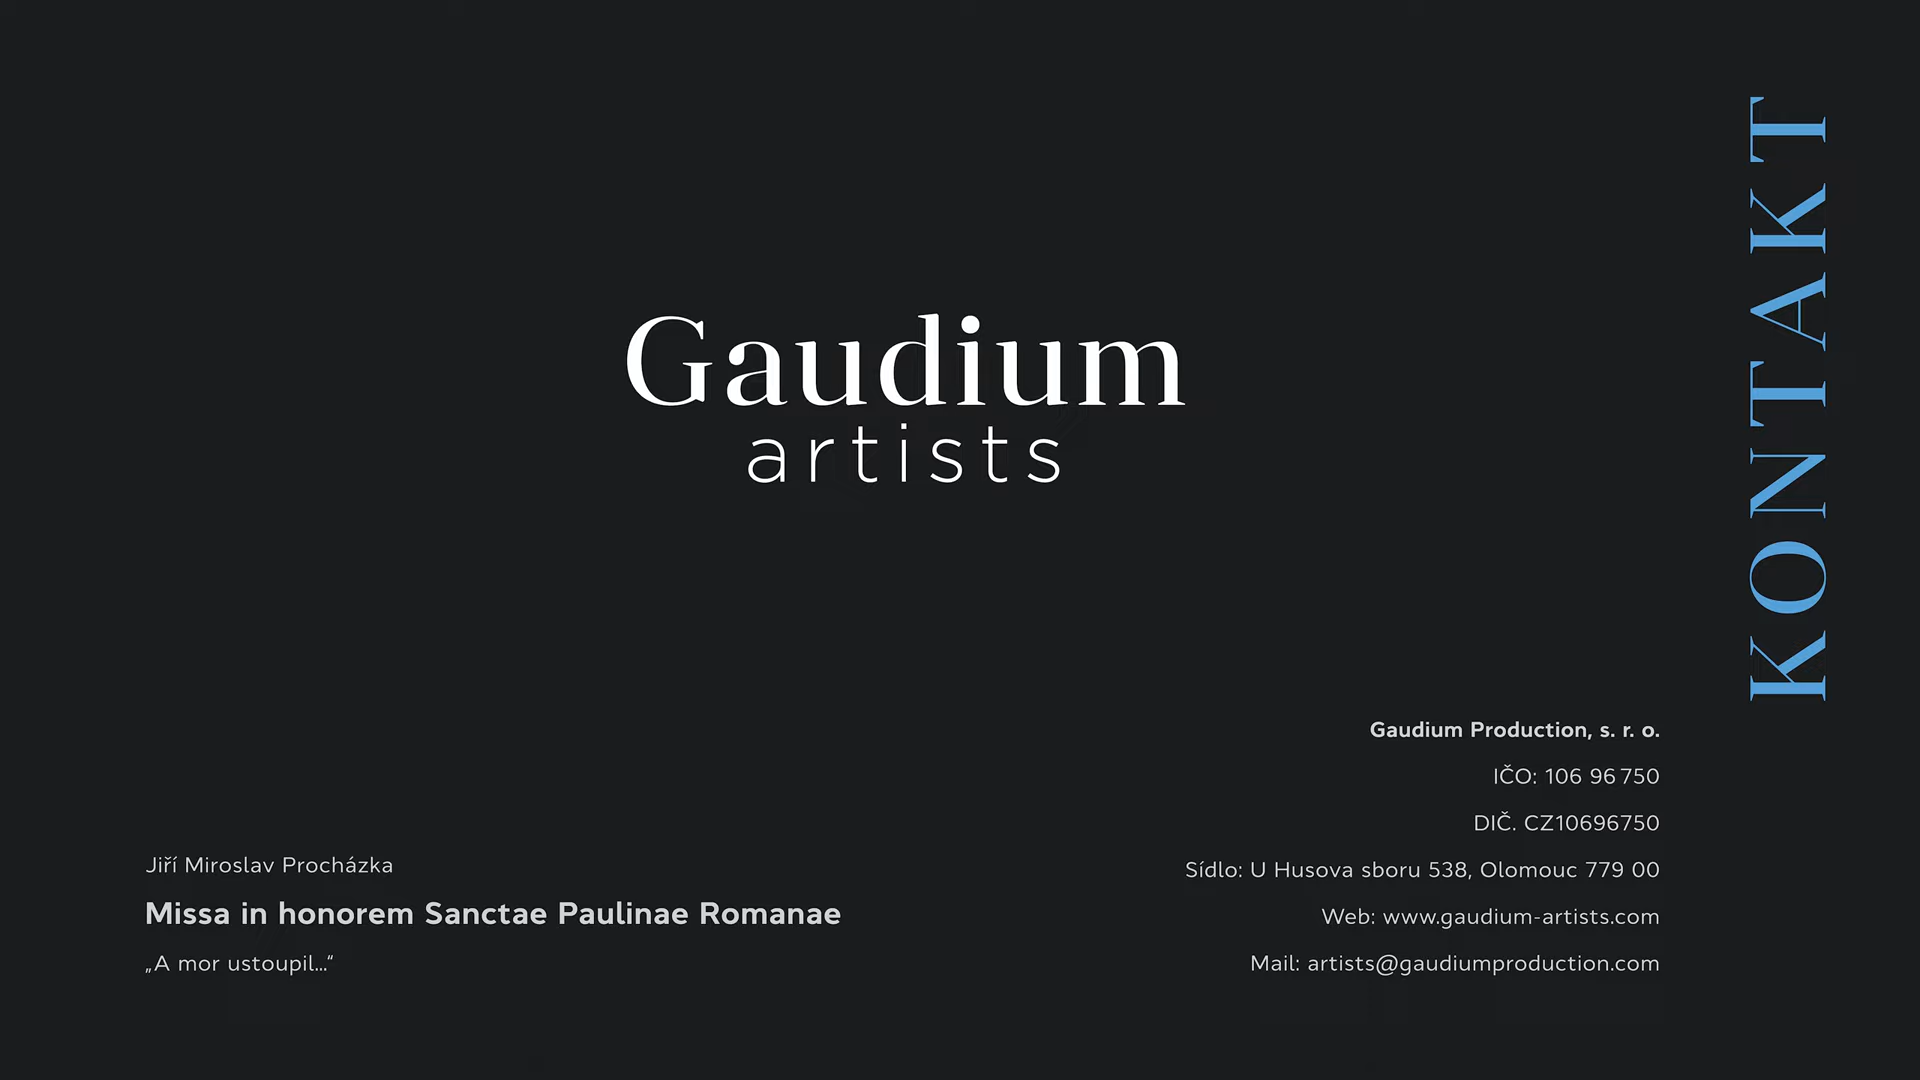 Gaudium
artists
KONTAKT
Jiří Miroslav Procházka
Missa in honorem Sanctae Paulinae Romanae
„A mor ustoupil…“
Gaudium Production, s. r. o.
IČO: 106 96 750
DIČ. CZ10696750
Sídlo: U Husova sboru 538, Olomouc 779 00
Web: www.gaudium-artists.com
Mail: artists@gaudiumproduction.com